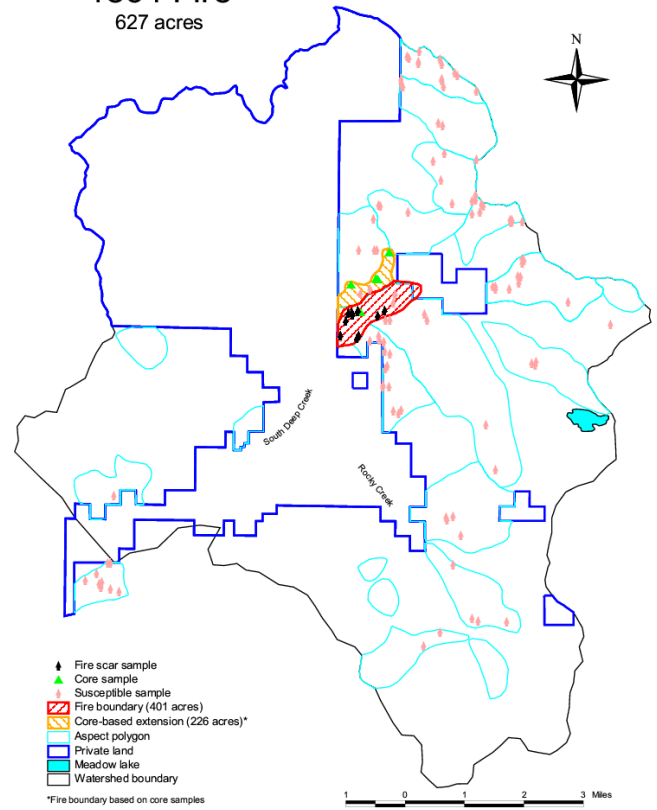 627 acres
N
South Deep Creek
Rocky Creek
Fire scar sample
Core sample
Susceptible sample
Fire boundary (401 acres)
Core-based extension (226 acres)*
Aspect polygon
Private land
Meadow lake
Watershed boundary
*Fire boundary based on core samples
1 0 1 2 3 Miles